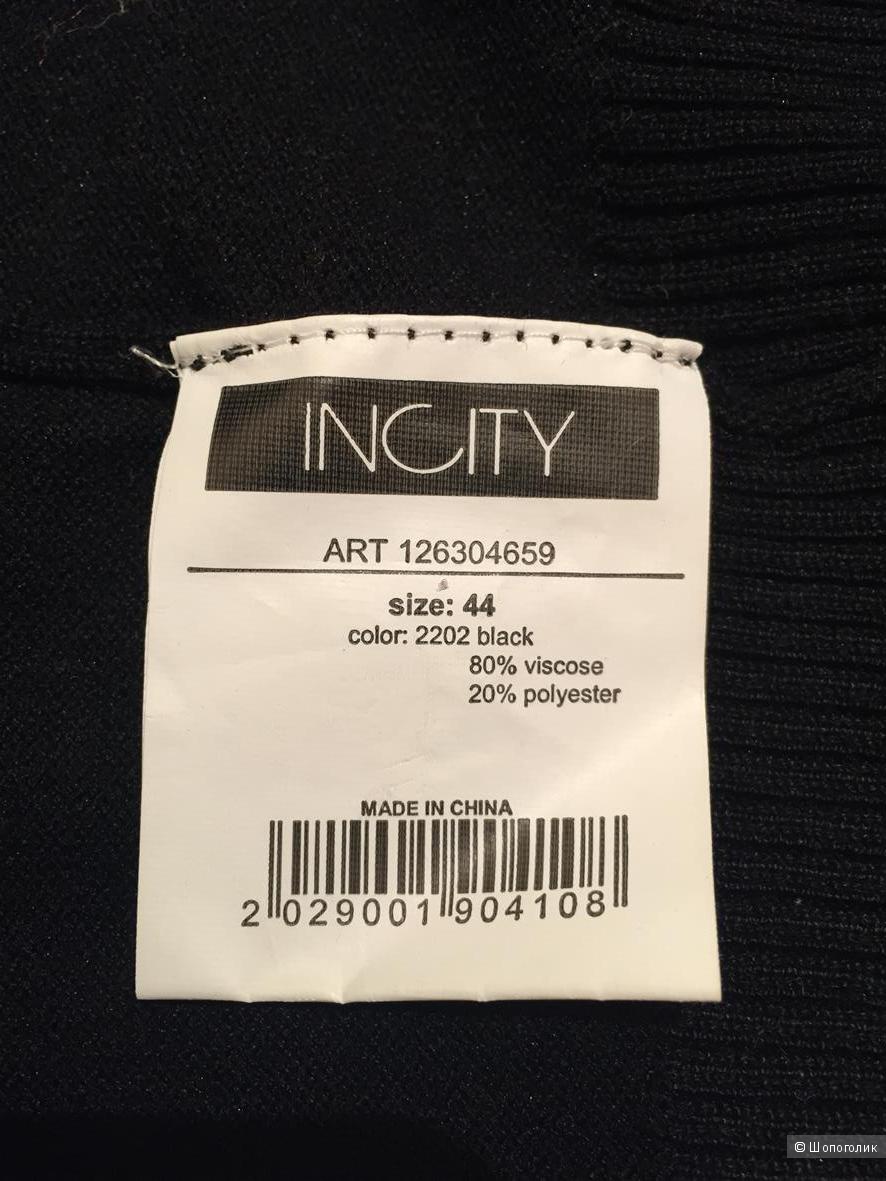 INCITY
ART 126304659
size: 44
color: 2202 black
80% viscose
20% polyester
MADE IN CHINA
2 029001 904108
© Шопоголик